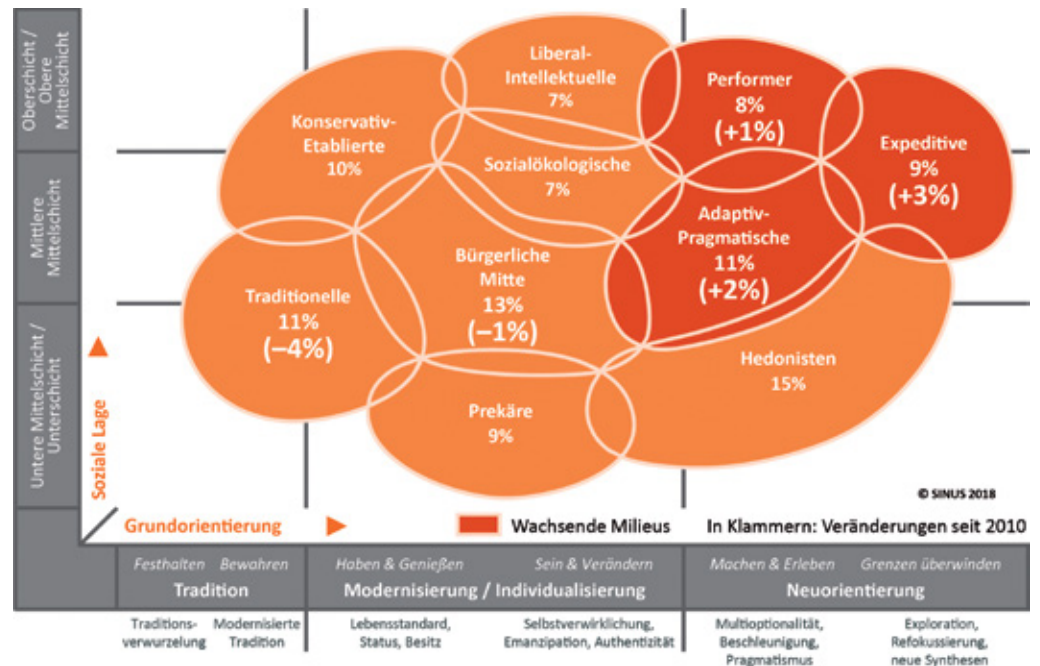 Oberschicht /
Obere
Mittelschicht
Mittlere
Mittelschicht
Untere Mittelschicht /
Unterschicht
Soziale Lage
Liberal-
Intellektuelle
7%
Performer
8%
(+1%)
Konservativ-
Etablierte
10%
Expeditive
9%
(+3%)
Sozialökologische
7%
Adaptiv-
Pragmatische
11%
(+2%)
Bürgerliche
Mitte
13%
(–1%)
Traditionelle
11%
(–4%)
Hedonisten
15%
Prekäre
9%
© SINUS 2018
Grundorientierung
Wachsende Milieus
In Klammern: Veränderungen seit 2010
Festhalten Bewahren
Tradition
Haben & Genießen Sein & Verändern
Modernisierung / Individualisierung
Machen & Erleben Grenzen überwinden
Neuorientierung
Traditions-
verwurzelung
Modernisierte
Tradition
Lebensstandard,
Status, Besitz
Selbstverwirklichung,
Emanzipation, Authentizität
Multioptionalität,
Beschleunigung,
Pragmatismus
Exploration,
Refokussierung,
neue Synthesen